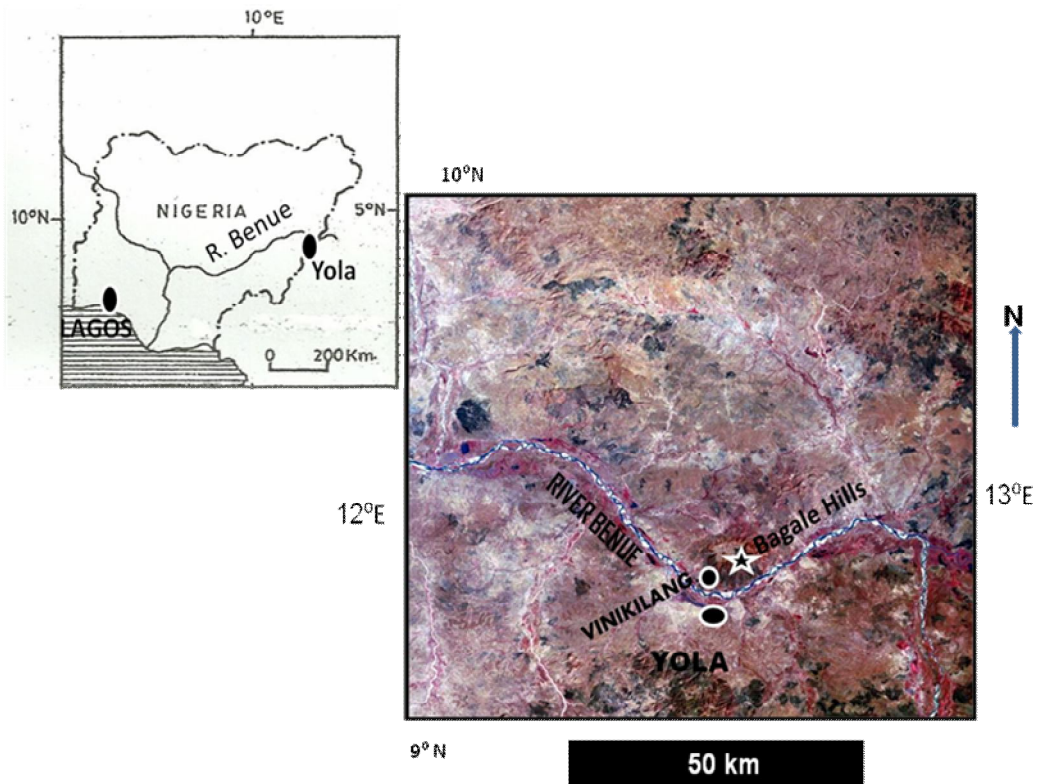 10°E
10°N
NIGERIA
5°N
R. Benue
Yola
LAGOS
0 200Km.
10°N
N
12°E
13°E
RIVER BENUE
Bagale Hills
VINIKILANG
YOLA
9° N
50 km